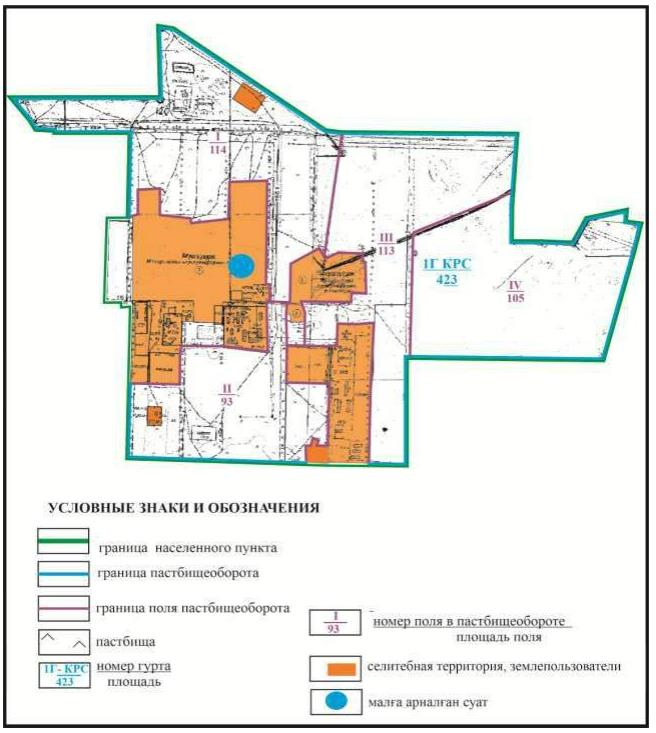 I
114
III
113
1Г КРС
423
IV
105
II
93
УСЛОВНЫЕ ЗНАКИ И ОБОЗНАЧЕНИЯ
граница населенного пункта
граница пастбищеоборота
граница поля пастбищеоборота
пастбища
1Г- КРС
423
номер гурта
площадь
I
93
номер поля в пастбищеобороте
площадь поля
селитебная территория, землепользователи
малға арналған суат